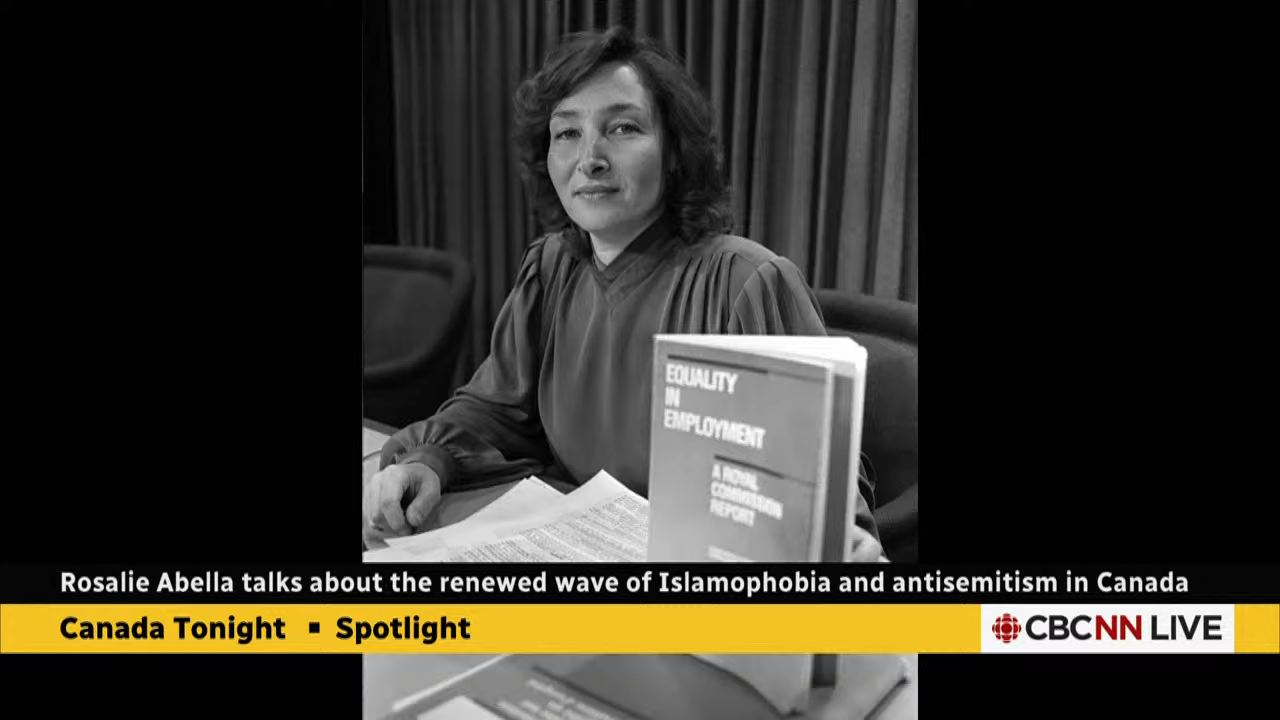 EQUALITY
IN
EMPLOYMENT
A ROYAL
COMMISSION
REPORT
Rosalie Abella talks about the renewed wave of Islamophobia and antisemitism in Canada
Canada Tonight ▪ Spotlight
CBCNN LIVE